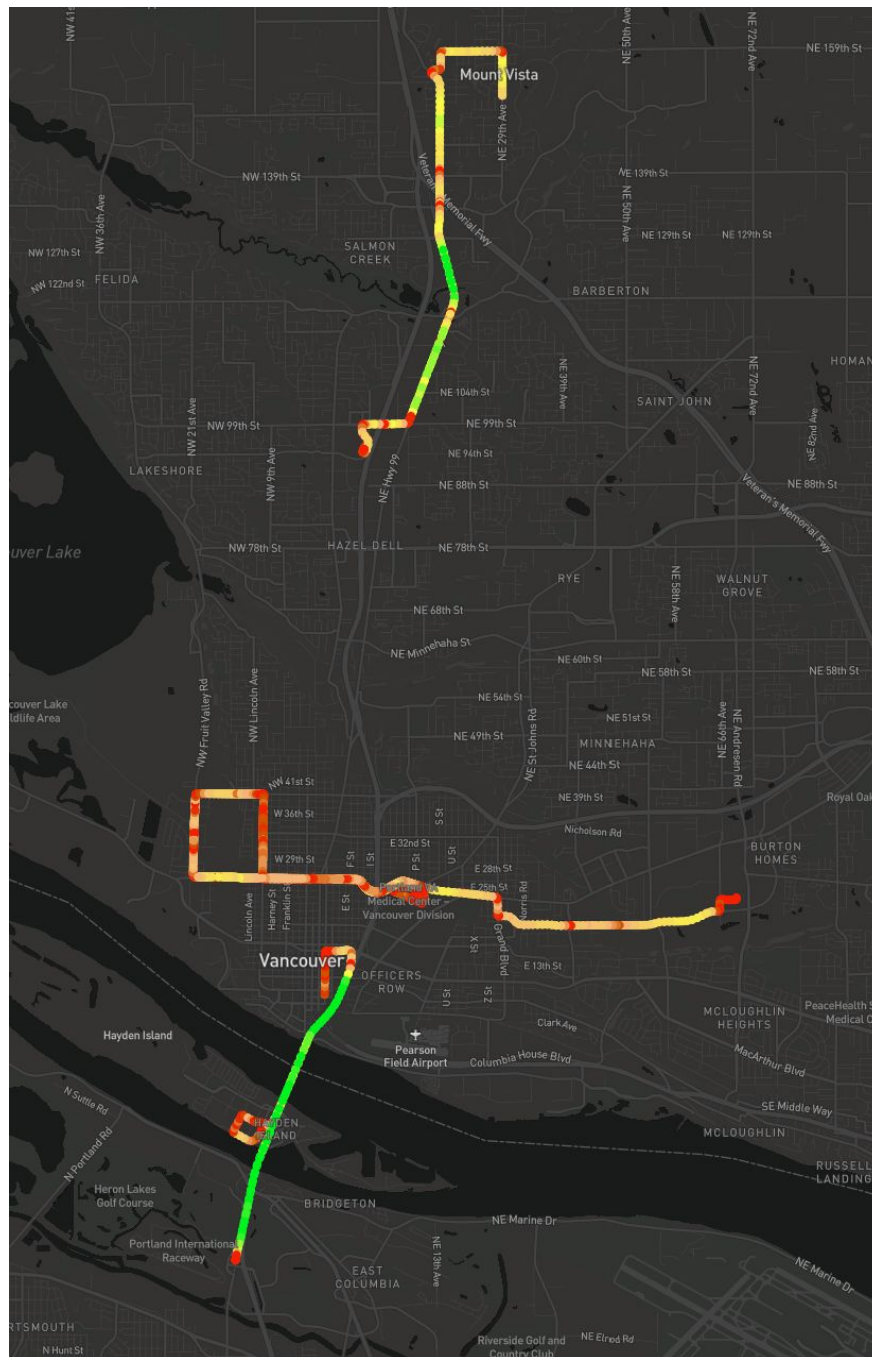 NW 41st
NE 50th Ave
NE 72nd Ave
NE 159th St
Mount Vista
NE 29th Ave
NW 139th St
NE 139th St
Veteran's Memorial Fwy
NW 36th Ave
NE 50th Ave
NE 129th St
NE 129th St
SALMON
CREEK
NW 127th St
FELIDA
NW 122nd St
BARBERTON
NE 72nd Ave
HOMAN
NE 39th Ave
NE 104th St
SAINT JOHN
NW 21st Ave
NW 99th St
NE 99th St
NE 82nd Ave
NW 9th Ave
NE 94th St
LAKESHORE
NE Hwy 99
NE 88th St
NE 88th St
Veteran's Memorial Fwy
NW 78th St
HAZEL DELL
NE 78th St
uver Lake
RYE
NE 58th Ave
WALNUT
GROVE
NE 68th St
NE Minnehaha St
NE 60th St
NE 58th St
NE 58th St
NW Fruit Valley Rd
NW Lincoln Ave
couver Lake
ldlife Area
NE 54th St
NE St Johns Rd
NE 51st St
NE 66th Ave
NE Andresen Rd
NE 49th St
MINNEHAHA
NE 44th St
NW 41st St
NE 39th St
Royal Oak
W 36th St
S St
Nicholson Rd
E 32nd St
BURTON
HOMES
W 29th St
F St
I St
P St
U St
E 28th St
E 25th St
Portland VA
Medical Center –
Vancouver Division
Lincoln Ave
Harney St
Franklin St
E St
Norris Rd
Grand Blvd
X St
E 13th St
Vancouver
OFFICERS
ROW
U St
Z St
MCLOUGHLIN
HEIGHTS
PeaceHealth S
Medical C
Hayden Island
Clark Ave
Pearson
Field Airport
Columbia House Blvd
MacArthur Blvd
N Suttle Rd
SE Middle Way
HAYDEN
ISLAND
MCLOUGHLIN
N Portland Rd
RUSSELL
LANDING
Heron Lakes
Golf Course
BRIDGETON
NE Marine Dr
Portland International
Raceway
NE 13th Ave
EAST
COLUMBIA
NE Marine Dr
RTSMOUTH
N Hunt St
Riverside Golf and
Country Club
NE Elrod Rd